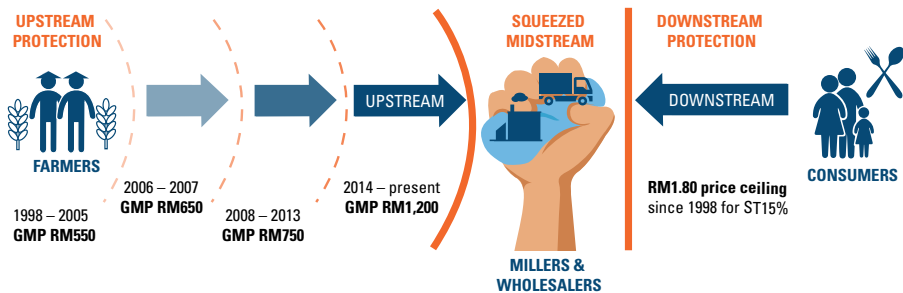 UPSTREAM
PROTECTION
FARMERS
1998 – 2005
GMP RM550
2006 – 2007
GMP RM650
2008 – 2013
GMP RM750
UPSTREAM
2014 – present
GMP RM1,200
SQUEEZED
MIDSTREAM
MILLERS &
WHOLESALERS
DOWNSTREAM
PROTECTION
DOWNSTREAM
RM1.80 price ceiling
since 1998 for ST15%
CONSUMERS